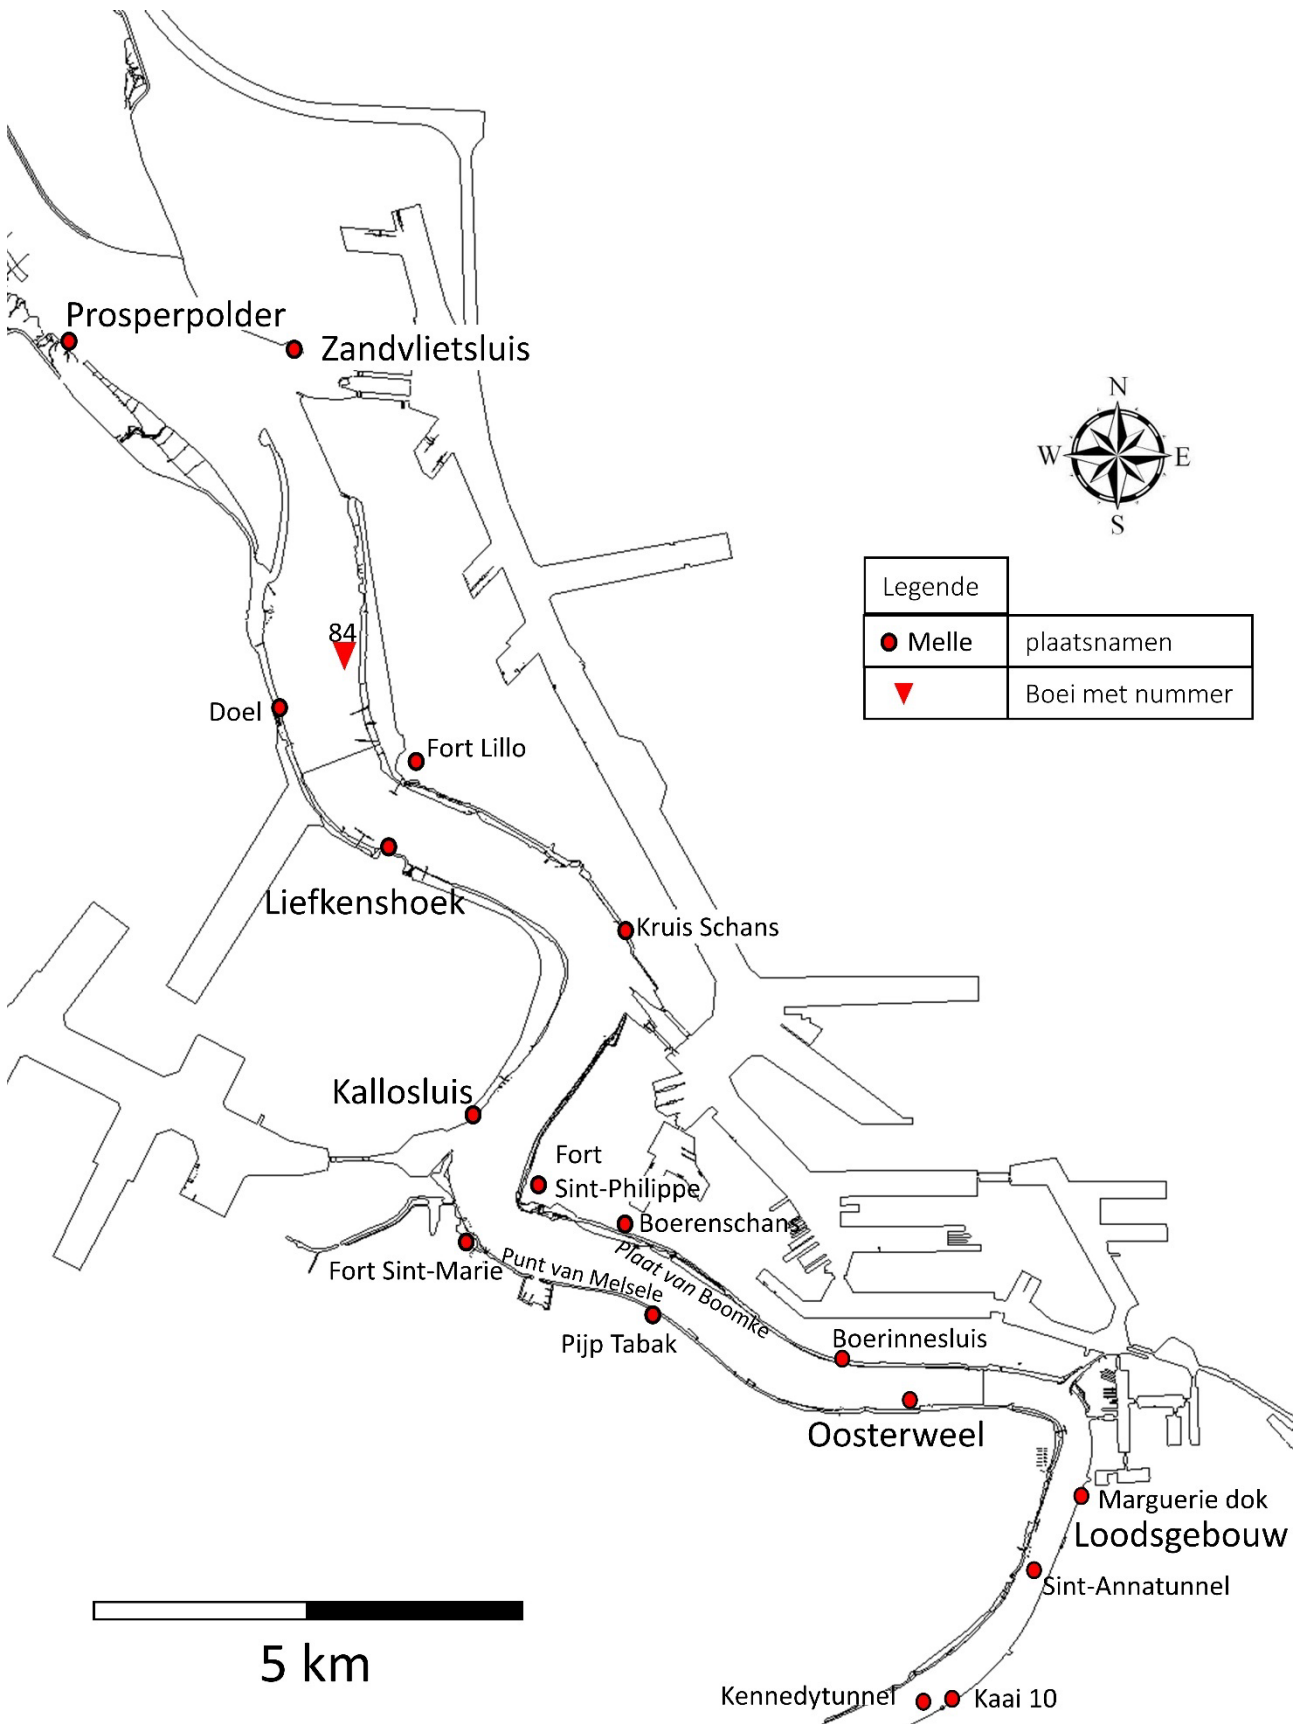 Prosperpolder
Zandvlietsluis
N
W
E
S
Legende
Melle
plaatsnamen
Boei met nummer
84
Doel
Fort Lillo
Liefkenshoek
Kruis Schans
Kallosluis
Fort
Sint-Philippe
Boerenschans
Fort Sint-Marie
Punt van Melsele
Plaat van Boomke
Pijp Tabak
Boerinnesluis
Oosterweel
Marguerie dok
Loodsgebouw
Sint-Annatunnel
5 km
Kennedytunnel
Kaai 10